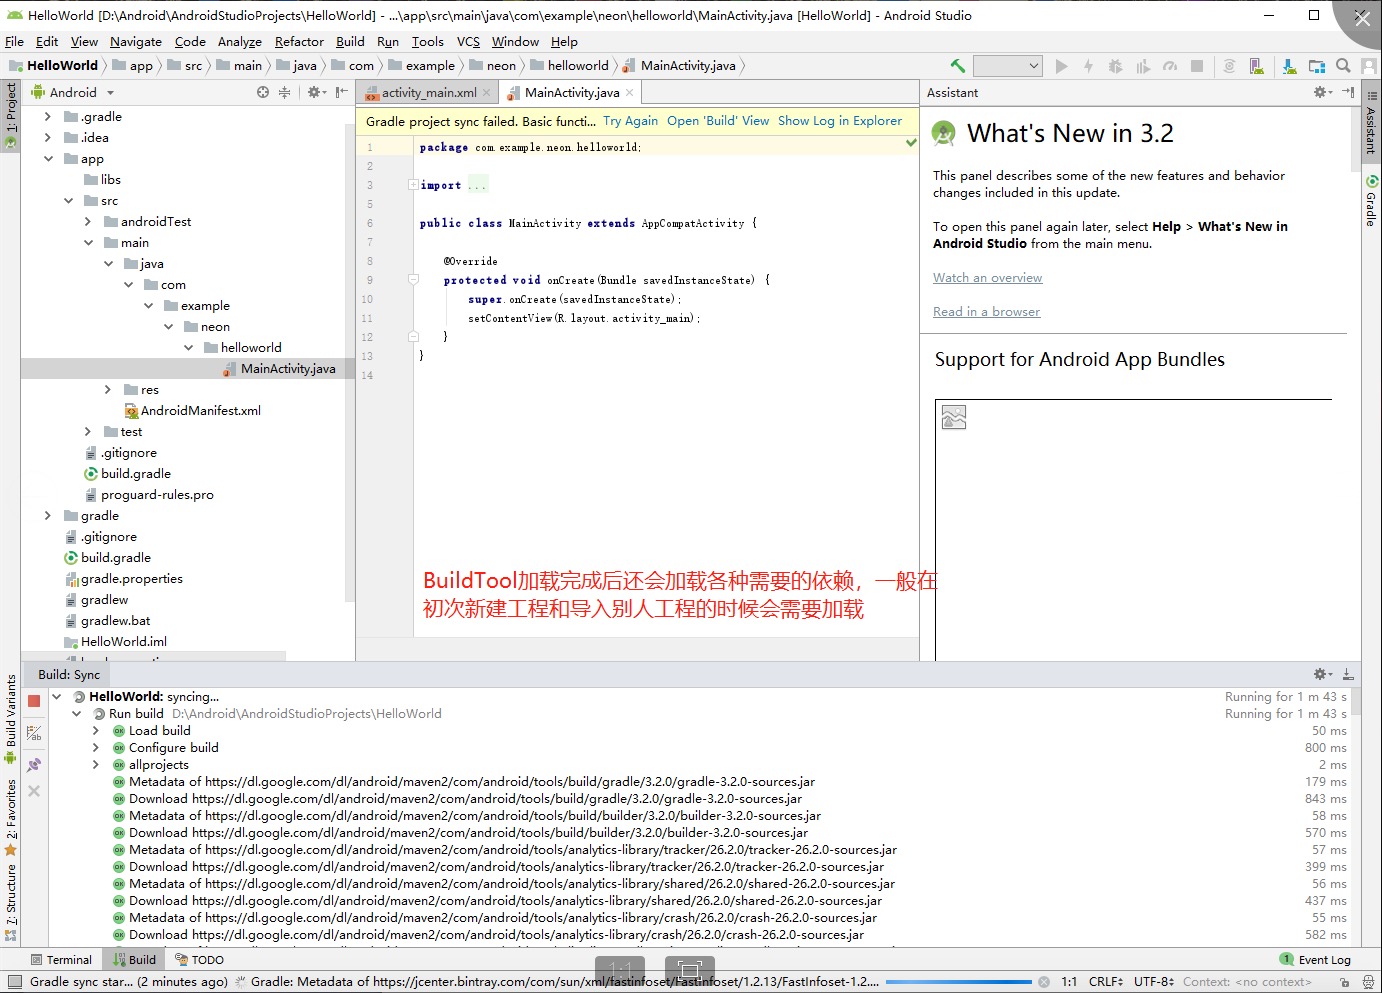 HelloWorld [D:\Android\AndroidStudioProjects\HelloWorld] - ...\app\src\main\java\com\example\neon\helloworld\MainActivity.java [HelloWorld] - Android Studio
File Edit View Navigate Code Analyze Refactor Build Run Tools VCS Window Help
HelloWorld app src main java com example neon helloworld MainActivity.java
1: Project
Android
.gradle
.idea
app
libs
src
androidTest
main
java
com
example
neon
helloworld
MainActivity.java
res
AndroidManifest.xml
test
.gitignore
build.gradle
proguard-rules.pro
gradle
.gitignore
build.gradle
gradle.properties
gradlew
gradlew.bat
HelloWorld.iml
activity_main.xml MainActivity.java
Gradle project sync failed. Basic functi... Try Again Open 'Build' View Show Log in Explorer
1 package com.example.neon.helloworld;
2
3 import ...
5
6 public class MainActivity extends AppCompatActivity {
7
8 @Override
9 protected void onCreate(Bundle savedInstanceState) {
10 super.onCreate(savedInstanceState);
11 setContentView(R.layout.activity_main);
12 }
13 }
14
BuildTool加载完成后还会加载各种需要的依赖，一般在
初次新建工程和导入别人工程的时候会需要加载
Assistant
What's New in 3.2
This panel describes some of the new features and behavior
changes included in this update.
To open this panel again later, select Help > What's New in
Android Studio from the main menu.
Watch an overview
Read in a browser
Support for Android App Bundles
Assistant
Gradle
Build Variants
2: Favorites
7: Structure
Build: Sync
HelloWorld: syncing... Running for 1 m 43 s
Run build D:\Android\AndroidStudioProjects\HelloWorld Running for 1 m 43 s
Load build 50 ms
Configure build 800 ms
allprojects 2 ms
Metadata of https://dl.google.com/dl/android/maven2/com/android/tools/build/gradle/3.2.0/gradle-3.2.0-sources.jar 179 ms
Download https://dl.google.com/dl/android/maven2/com/android/tools/build/gradle/3.2.0/gradle-3.2.0-sources.jar 843 ms
Metadata of https://dl.google.com/dl/android/maven2/com/android/tools/build/builder/3.2.0/builder-3.2.0-sources.jar 58 ms
Download https://dl.google.com/dl/android/maven2/com/android/tools/build/builder/3.2.0/builder-3.2.0-sources.jar 570 ms
Metadata of https://dl.google.com/dl/android/maven2/com/android/tools/analytics-library/tracker/26.2.0/tracker-26.2.0-sources.jar 57 ms
Download https://dl.google.com/dl/android/maven2/com/android/tools/analytics-library/tracker/26.2.0/tracker-26.2.0-sources.jar 399 ms
Metadata of https://dl.google.com/dl/android/maven2/com/android/tools/analytics-library/shared/26.2.0/shared-26.2.0-sources.jar 56 ms
Download https://dl.google.com/dl/android/maven2/com/android/tools/analytics-library/shared/26.2.0/shared-26.2.0-sources.jar 437 ms
Metadata of https://dl.google.com/dl/android/maven2/com/android/tools/analytics-library/crash/26.2.0/crash-26.2.0-sources.jar 55 ms
Download https://dl.google.com/dl/android/maven2/com/android/tools/analytics-library/crash/26.2.0/crash-26.2.0-sources.jar 582 ms
Terminal Build TODO 1:1 1 Event Log
Gradle sync star... (2 minutes ago) Gradle: Metadata of https://jcenter.bintray.com/com/sun/xml/fastinfoset/FastInfoset/1.2.13/FastInfoset-1.2.... 1:1 CRLF UTF-8 Context: <no context>